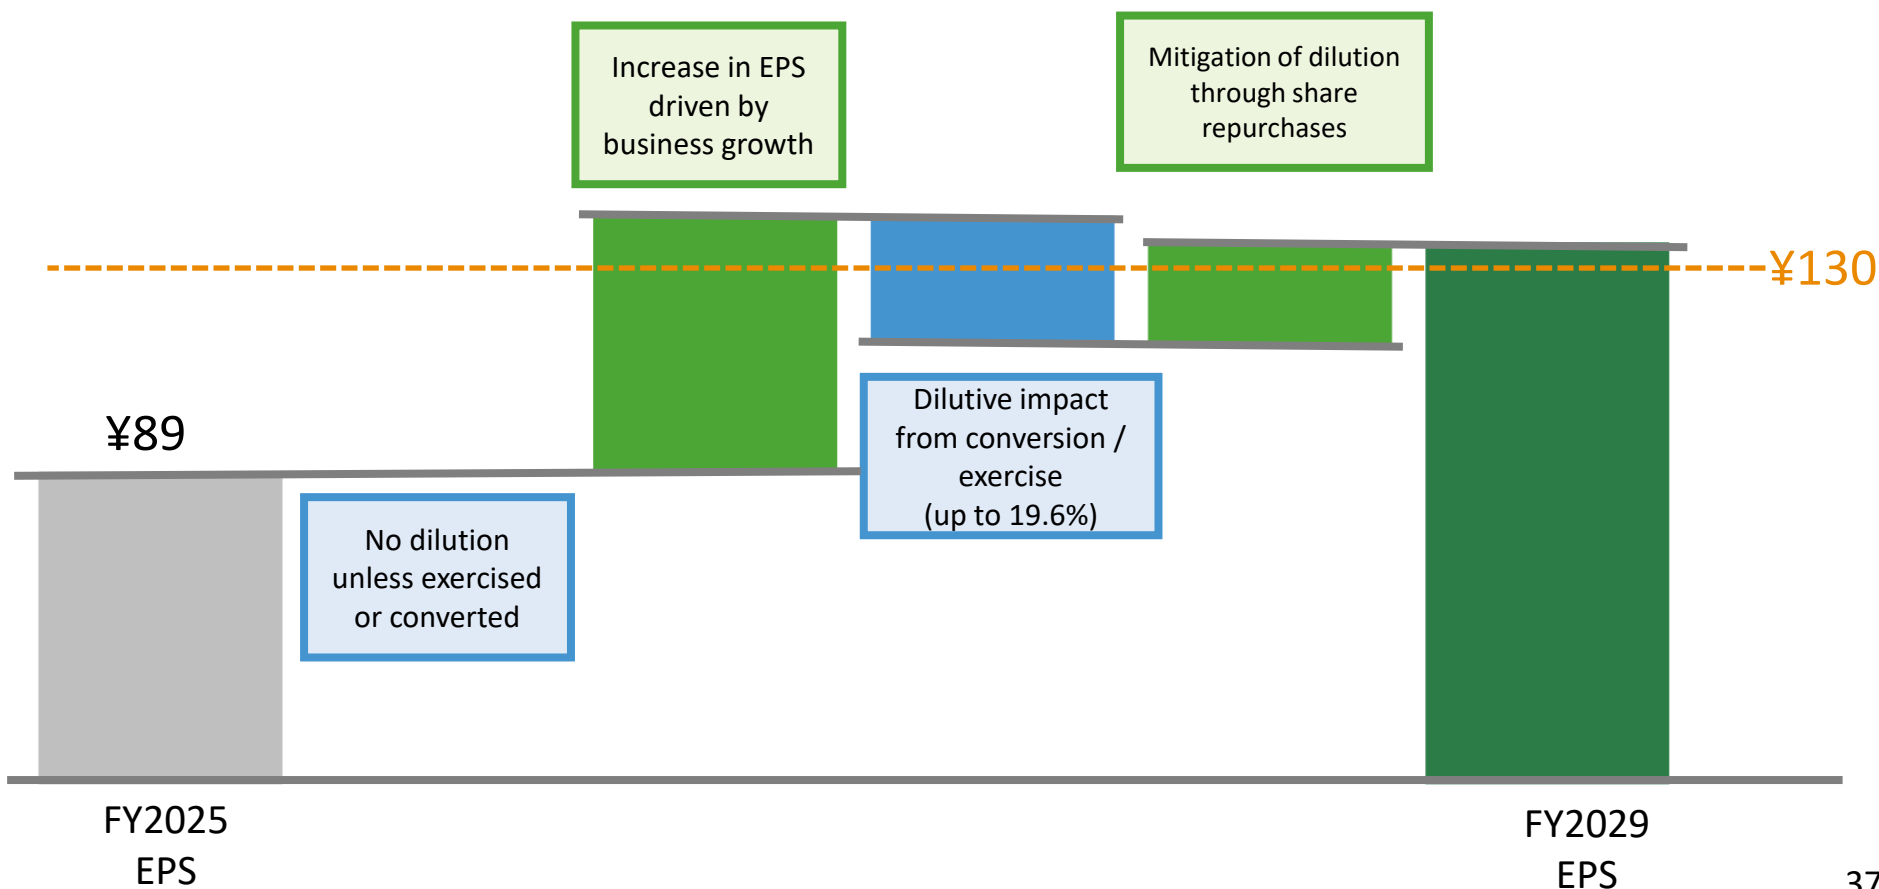 Increase in EPS
driven by
business growth
Mitigation of dilution
through share
repurchases
¥130
¥89
Dilutive impact
from conversion /
exercise
(up to 19.6%)
No dilution
unless exercised
or converted
FY2025
EPS
FY2029
EPS
37